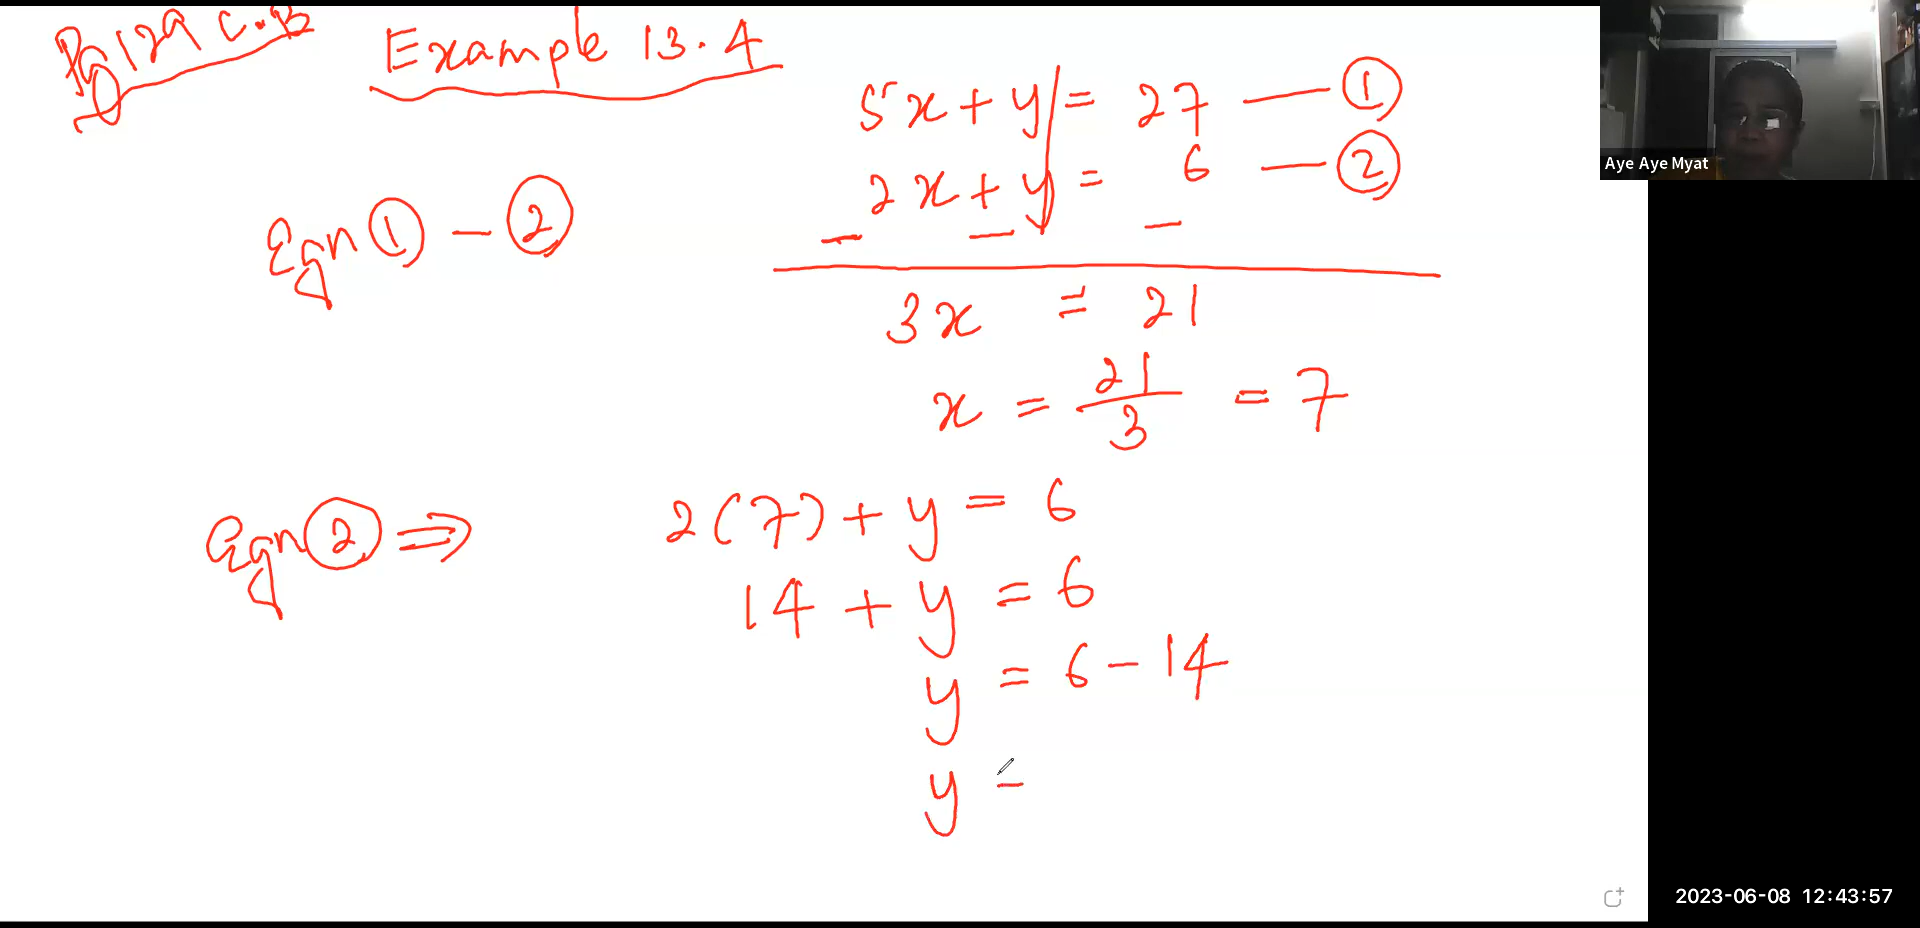 Pg 129 C.B
Example 13.4
5x + y = 27 — ①
2x + y = 6 — ②
Eqn ① - ②
- - -
3x = 21
x = 21/3 = 7
Eqn ② ⇒ 2(7) + y = 6
14 + y = 6
y = 6 - 14
y =
Aye Aye Myat
2023-06-08 12:43:57